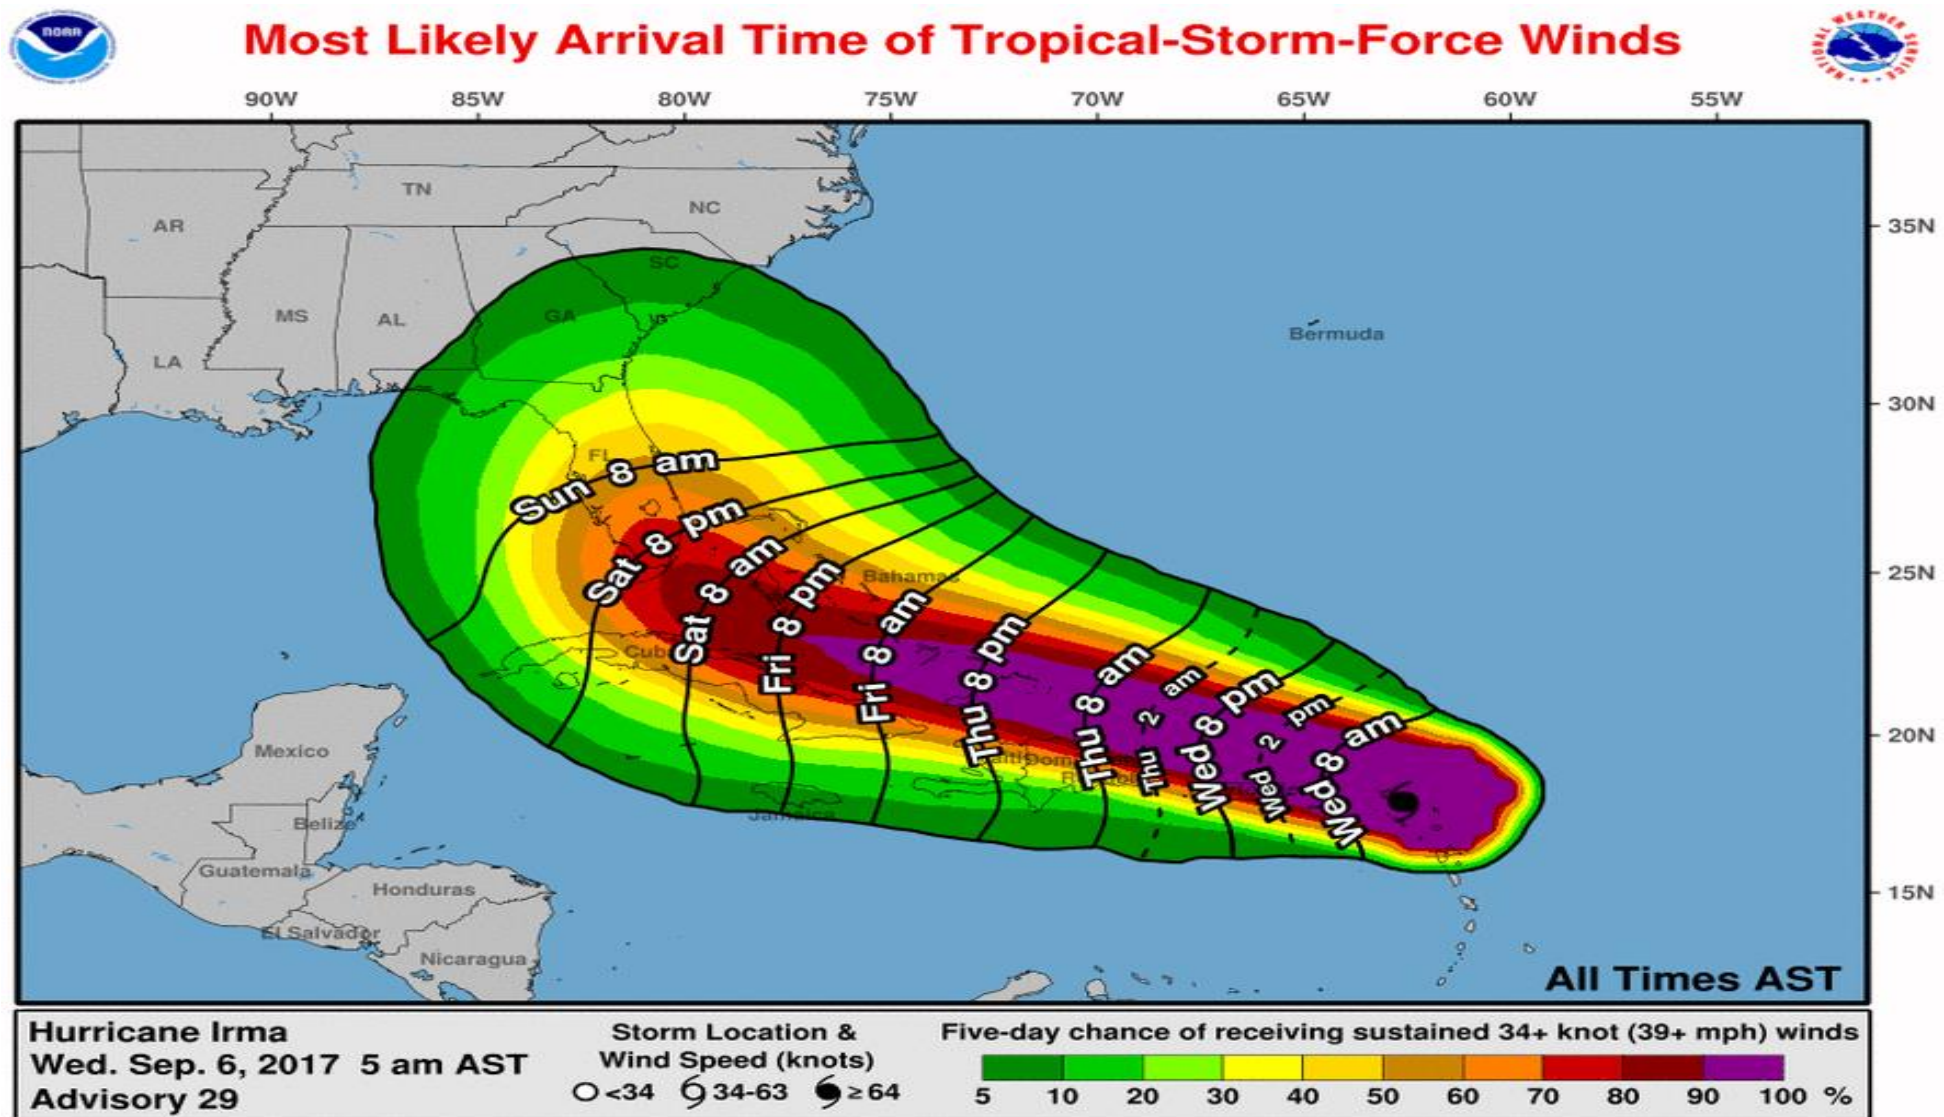 Most Likely Arrival Time of Tropical-Storm-Force Winds
NOAA
NATIONAL WEATHER SERVICE
90W 85W 80W 75W 70W 65W 60W 55W
TN
NC
AR
35N
SC
MS
AL
GA
Bermuda
LA
30N
FL
Sun 8 am
Sat 8 pm
Sat 8 am
Fri 8 pm
Fri 8 am
Thu 8 pm
Thu 8 am
Thu 2 am
Wed 8 pm
Wed 2 pm
Wed 8 am
Bahamas
25N
Cuba
20N
Mexico
Jamaica
Belize
Guatemala
Honduras
15N
El Salvador
Nicaragua
All Times AST
Hurricane Irma
Wed. Sep. 6, 2017 5 am AST
Advisory 29
Storm Location &
Wind Speed (knots)
<34 34-63 ≥64
Five-day chance of receiving sustained 34+ knot (39+ mph) winds
5 10 20 30 40 50 60 70 80 90 100 %